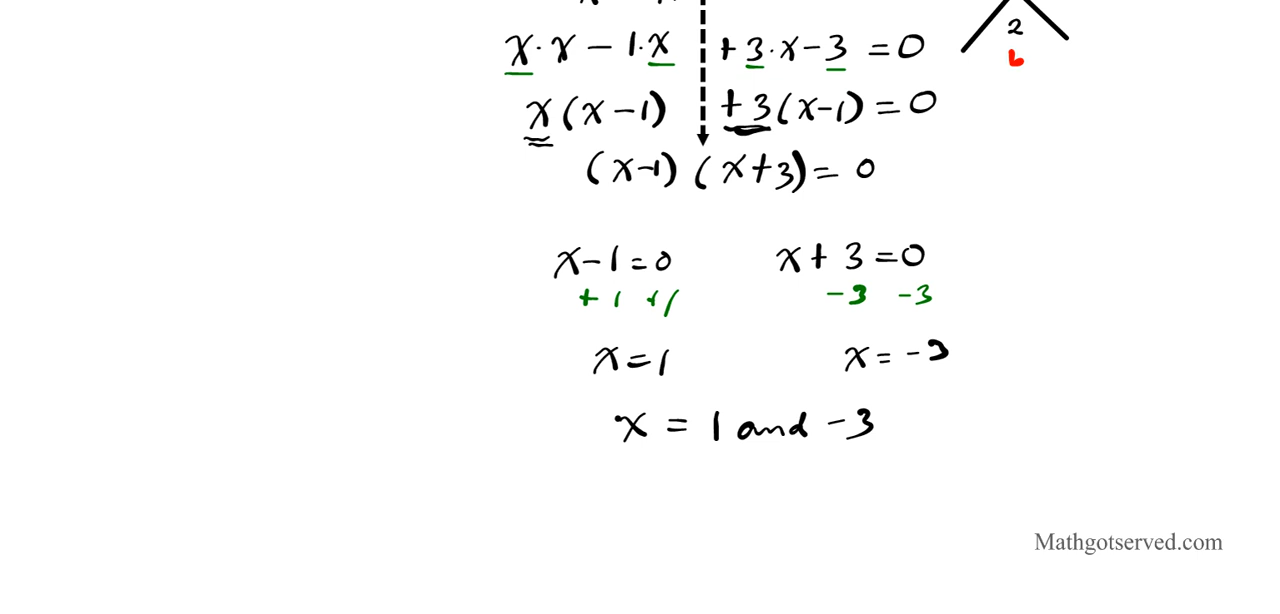 x·x − 1·x + 3·x − 3 = 0
2
b
x(x−1) + 3(x−1) = 0
(x−1)(x+3) = 0
x−1=0 x+3=0
+1 +1 −3 −3
x=1 x=−3
x = 1 and −3
Mathgotserved.com